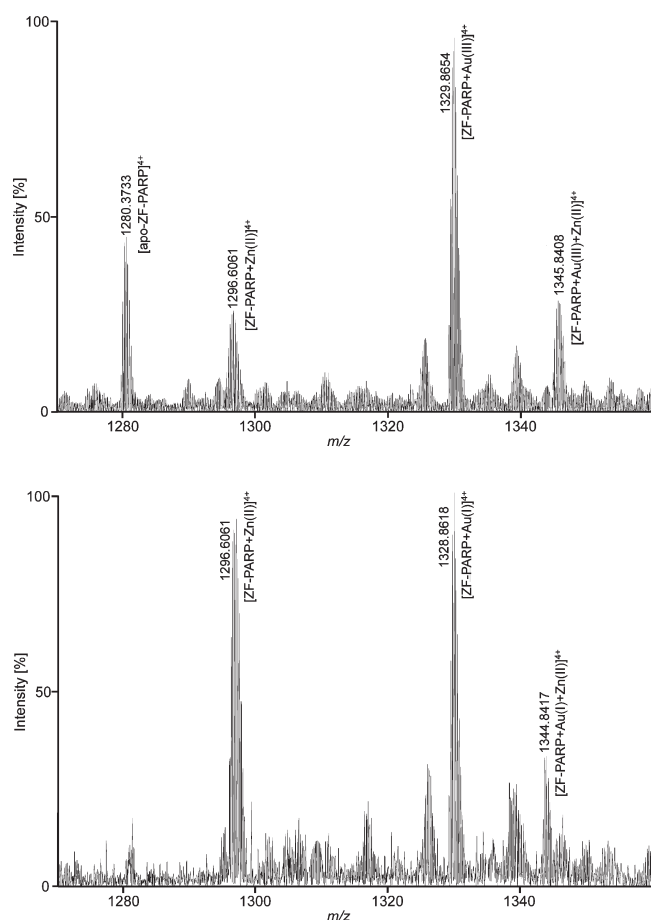 100
50
0
Intensity [%]
1280.3733
[apo-ZF-PARP]⁴⁺
1296.6061
[ZF-PARP+Zn(II)]⁴⁺
1329.8654
[ZF-PARP+Au(III)]⁴⁺
1345.8408
[ZF-PARP+Au(III)+Zn(II)]⁴⁺
1280
1300
1320
1340
m/z
100
50
0
Intensity [%]
1296.6061
[ZF-PARP+Zn(II)]⁴⁺
1328.8618
[ZF-PARP+Au(I)]⁴⁺
1344.8417
[ZF-PARP+Au(I)+Zn(II)]⁴⁺
1280
1300
1320
1340
m/z